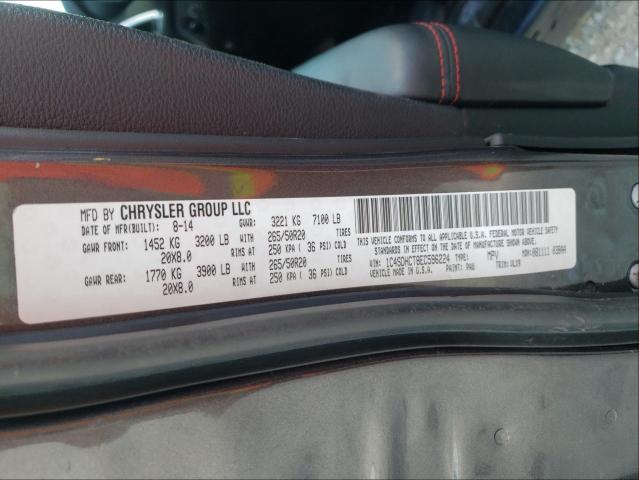 MFD BY CHRYSLER GROUP LLC
DATE OF MFR(BUILT): 8-14 GVWR: 3221 KG 7100 LB
GAWR FRONT: 1452 KG 3200 LB WITH 265/50R20 TIRES
20X8.0 RIMS AT 250 KPA ( 36 PSI) COLD
GAWR REAR: 1770 KG 3900 LB WITH 265/50R20 TIRES
20X8.0 RIMS AT 250 KPA ( 36 PSI) COLD
THIS VEHICLE CONFORMS TO ALL APPLICABLE U.S.A. FEDERAL MOTOR VEHICLE SAFETY
STANDARDS IN EFFECT ON THE DATE OF MANUFACTURE SHOWN ABOVE.
VIN: 1C4SDHCT8EC596224 TYPE: MPV MDH: 081111
VEHICLE MADE IN U.S.A. PAINT: TRIM: